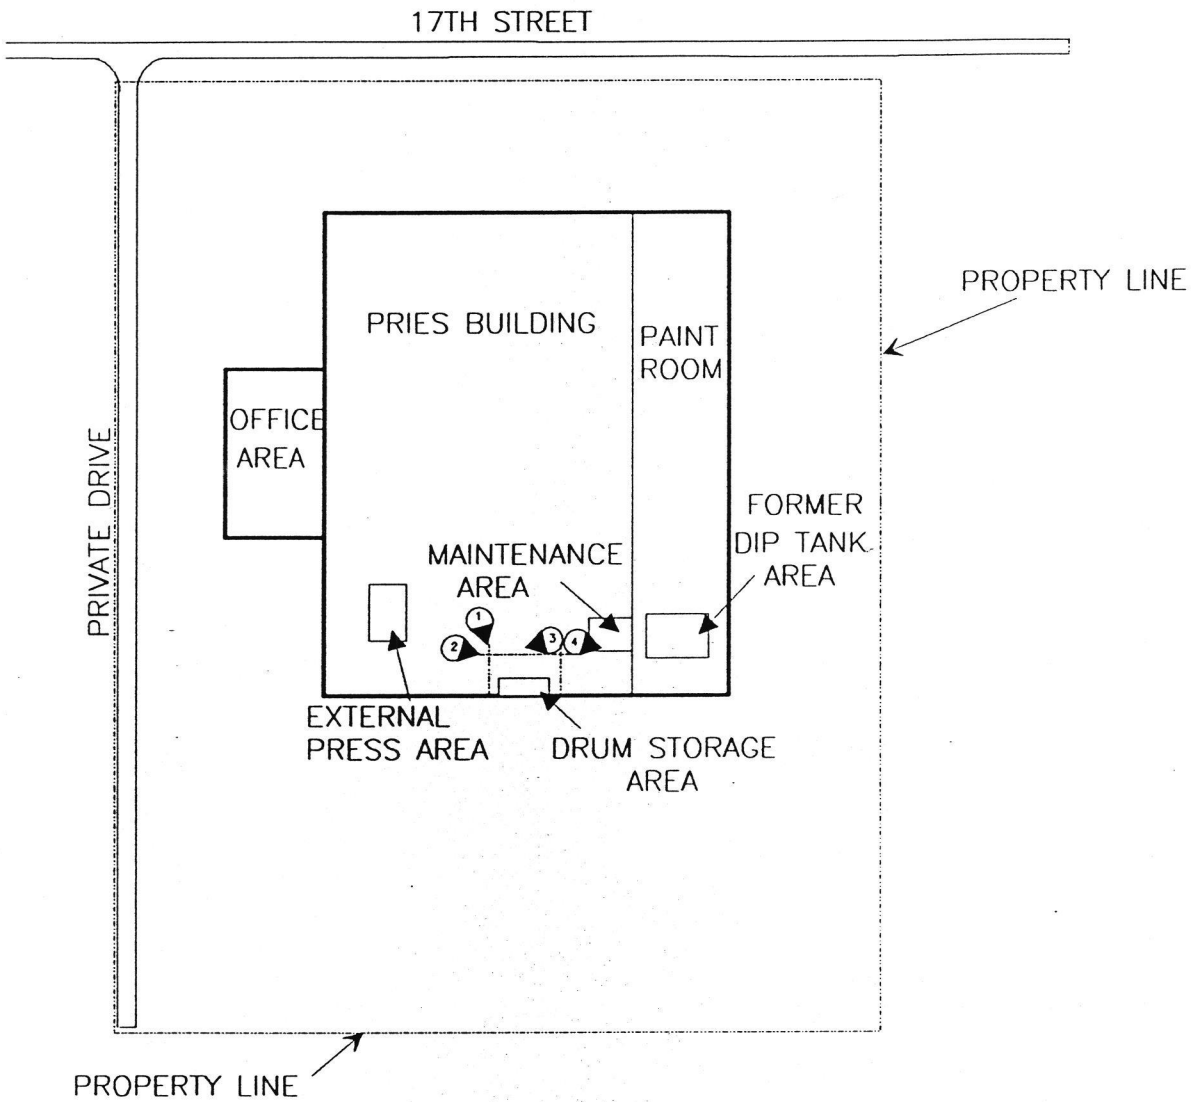 17TH STREET
PROPERTY LINE
PRIES BUILDING
PAINT
ROOM
OFFICE
AREA
PRIVATE DRIVE
FORMER
DIP TANK
AREA
MAINTENANCE
AREA
1
2
3
4
EXTERNAL
PRESS AREA
DRUM STORAGE
AREA
PROPERTY LINE